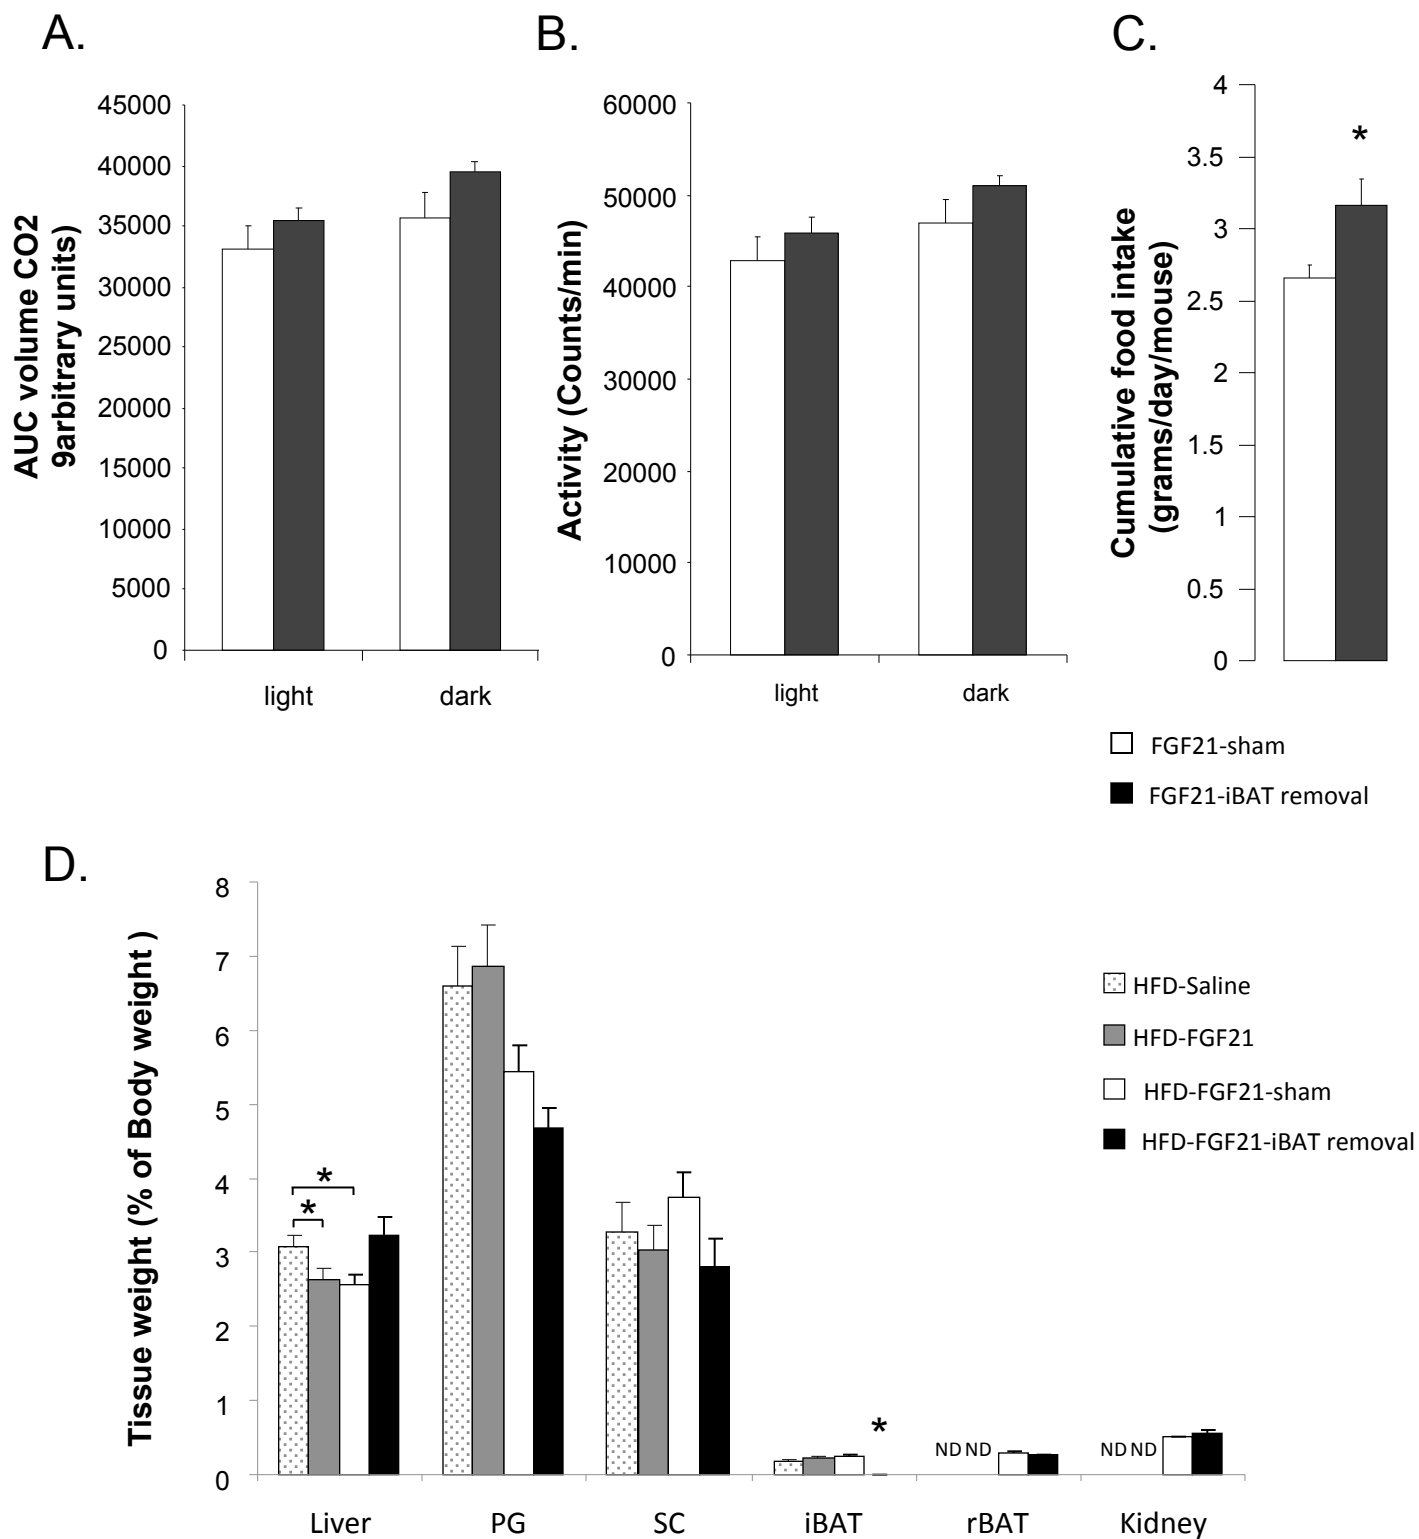 A.
B.
C.
45000
40000
35000
30000
25000
20000
15000
10000
5000
0
AUC volume CO2
9arbitrary units)
light
dark
60000
50000
40000
30000
20000
10000
0
Activity (Counts/min)
light
dark
4
3.5
3
2.5
2
1.5
1
0.5
0
Cumulative food intake
(grams/day/mouse)
*
FGF21-sham
FGF21-iBAT removal
D.
8
7
6
5
4
3
2
1
0
Tissue weight (% of Body weight )
*
*
*
ND ND
ND ND
Liver
PG
SC
iBAT
rBAT
Kidney
HFD-Saline
HFD-FGF21
HFD-FGF21-sham
HFD-FGF21-iBAT removal